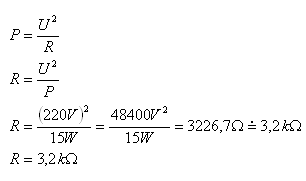 P = U²/R
R = U²/P
R = (220V)²/15W = 48400V²/15W = 3226,7Ω ≐ 3,2kΩ
R = 3,2kΩ